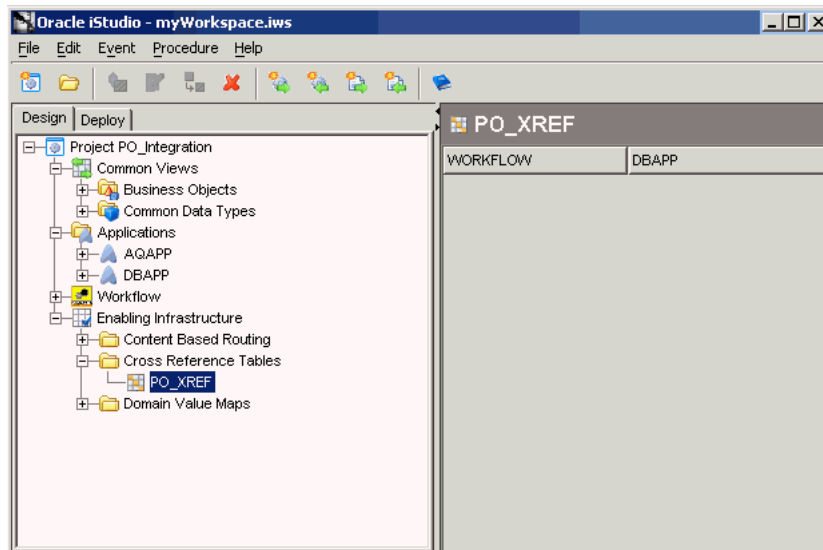 Oracle iStudio - myWorkspace.iws
File Edit Event Procedure Help
Design Deploy
PO_XREF
WORKFLOW DBAPP
Project PO_Integration
Common Views
Business Objects
Common Data Types
Applications
AQAPP
DBAPP
Workflow
Enabling Infrastructure
Content Based Routing
Cross Reference Tables
PO_XREF
Domain Value Maps